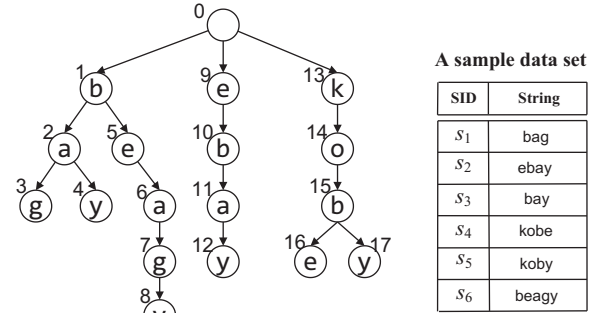 0
1 b 9 e 13 k
2 a 5 e 10 b 14 o
3 g 4 y 6 a 11 a 15 b
7 g 12 y 16 e 17 y
8
A sample data set
SID String
s1 bag
s2 ebay
s3 bay
s4 kobe
s5 koby
s6 beagy